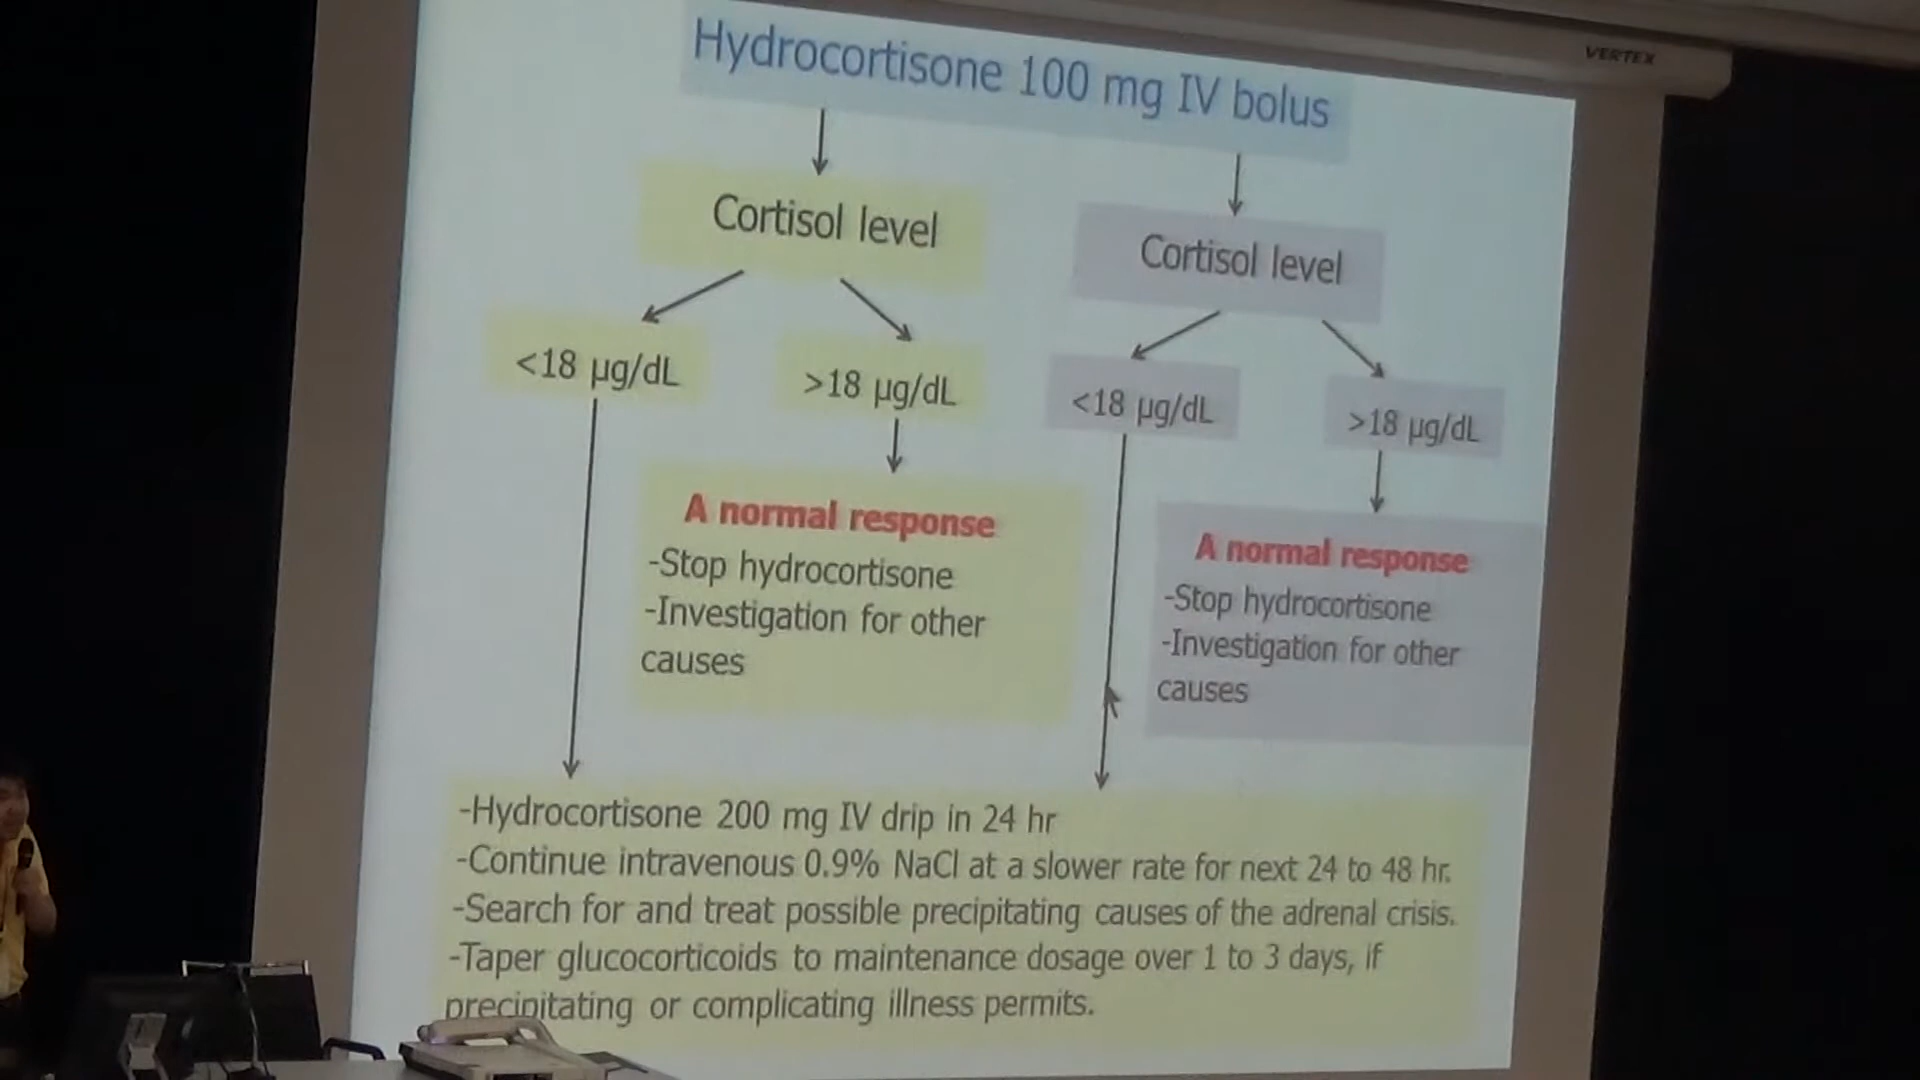 VERTEX
Hydrocortisone 100 mg IV bolus
Cortisol level
Cortisol level
<18 µg/dL
>18 µg/dL
<18 µg/dL
>18 µg/dL
A normal response
-Stop hydrocortisone
-Investigation for other
causes
A normal response
-Stop hydrocortisone
-Investigation for other
causes
-Hydrocortisone 200 mg IV drip in 24 hr
-Continue intravenous 0.9% NaCl at a slower rate for next 24 to 48 hr.
-Search for and treat possible precipitating causes of the adrenal crisis.
-Taper glucocorticoids to maintenance dosage over 1 to 3 days, if
precipitating or complicating illness permits.